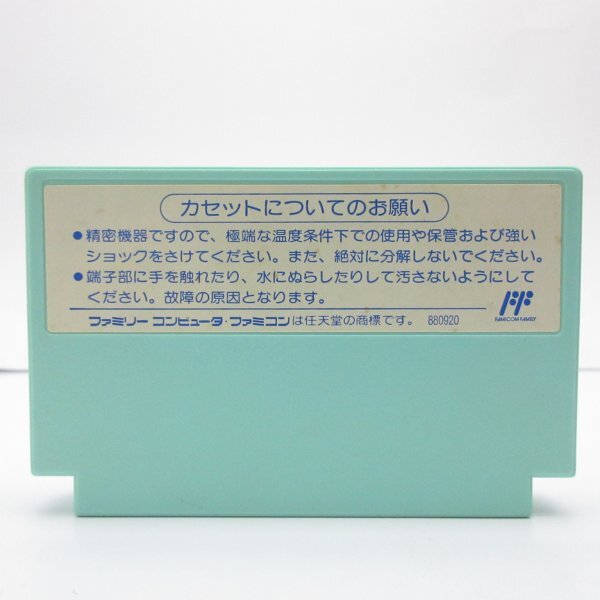 カセットについてのお願い
●精密機器ですので、極端な温度条件下での使用や保管および強い
ショックをさけてください。また、絶対に分解しないでください。
●端子部に手を触れたり、水にぬらしたりして汚さないようにして
ください。故障の原因となります。
FF
FAMICOM FAMILY
ファミリー コンピュータ・ファミコンは任天堂の商標です。 880920